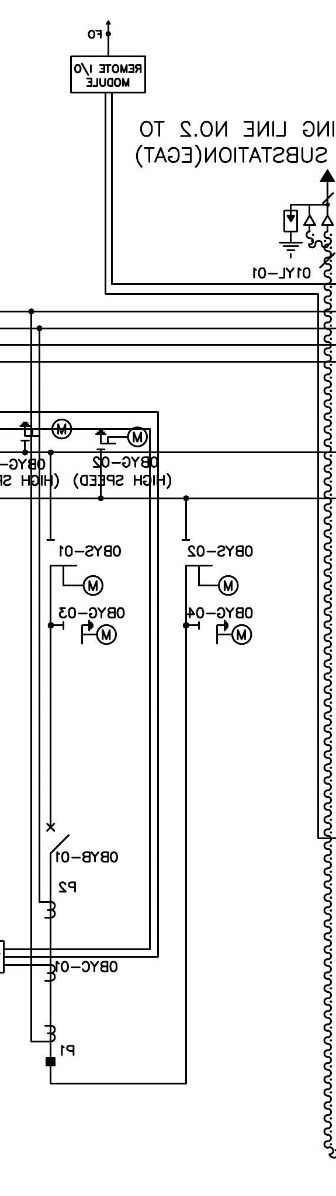 FO
REMOTE I/O
MODULE
ING LINE NO.2 TO
SUBSTATION(EGAT)
01YL-01
0BYG-02
(HIGH SPEED)
M
0BYG-
(HIGH SP
M
0BYS-02
M
0BYS-01
M
0BYG-04
M
0BYG-03
M
0BYB-01
P2
0BYC-01
P1